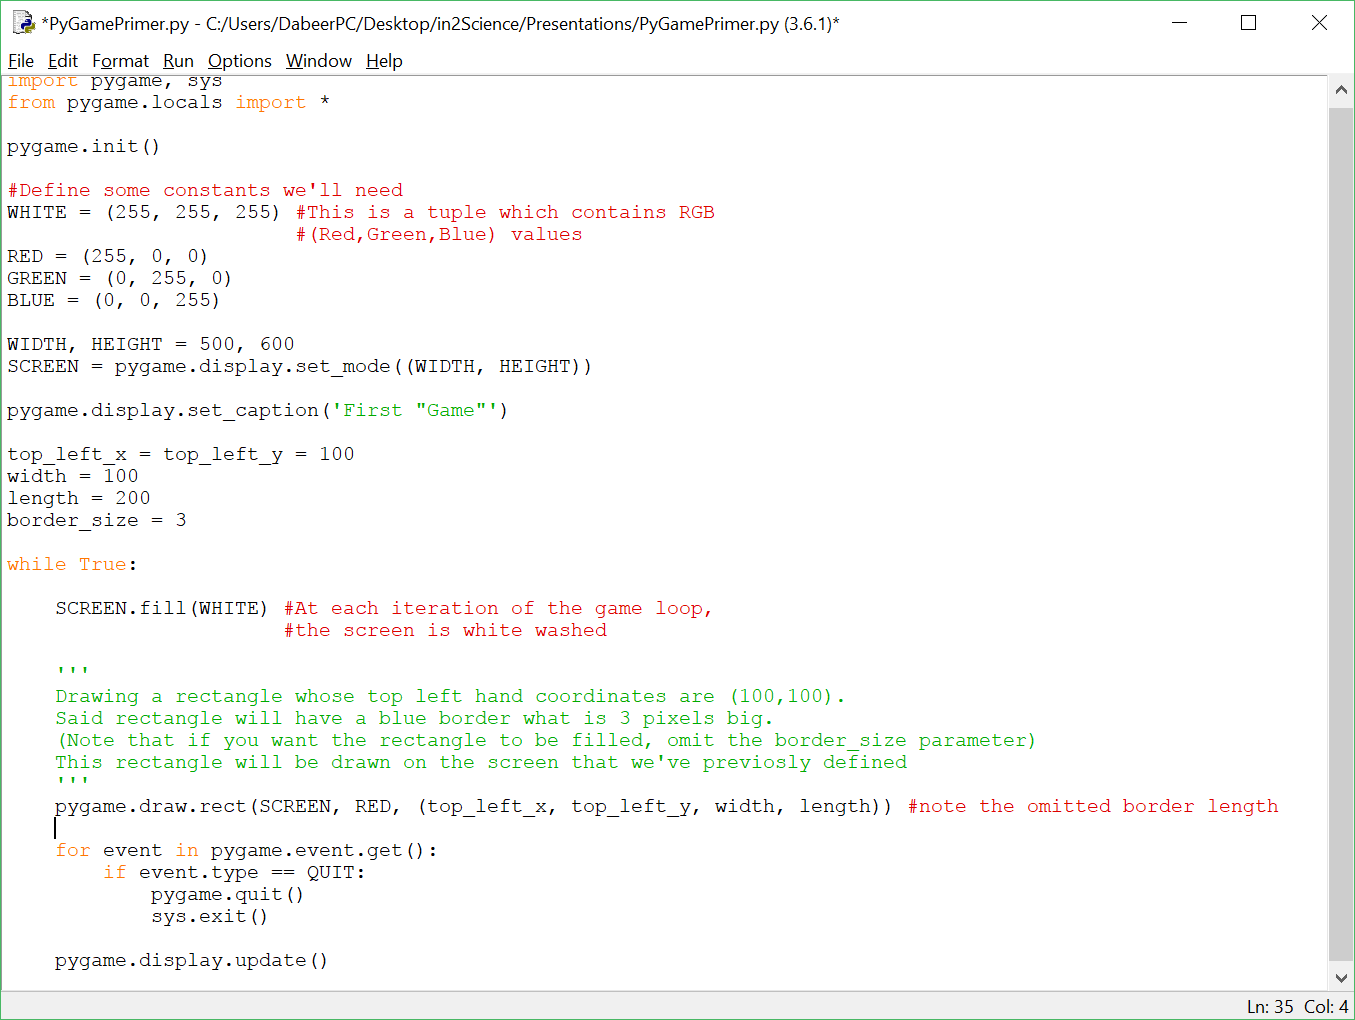 *PyGamePrimer.py - C:/Users/DabeerPC/Desktop/in2Science/Presentations/PyGamePrimer.py (3.6.1)*
File Edit Format Run Options Window Help
import pygame, sys
from pygame.locals import *

pygame.init()

#Define some constants we'll need
WHITE = (255, 255, 255) #This is a tuple which contains RGB
                        #(Red,Green,Blue) values
RED = (255, 0, 0)
GREEN = (0, 255, 0)
BLUE = (0, 0, 255)

WIDTH, HEIGHT = 500, 600
SCREEN = pygame.display.set_mode((WIDTH, HEIGHT))

pygame.display.set_caption('First "Game"')

top_left_x = top_left_y = 100
width = 100
length = 200
border_size = 3

while True:

    SCREEN.fill(WHITE) #At each iteration of the game loop,
                       #the screen is white washed

    '''
    Drawing a rectangle whose top left hand coordinates are (100,100).
    Said rectangle will have a blue border what is 3 pixels big.
    (Note that if you want the rectangle to be filled, omit the border_size parameter)
    This rectangle will be drawn on the screen that we've previosly defined
    '''
    pygame.draw.rect(SCREEN, RED, (top_left_x, top_left_y, width, length)) #note the omitted border length

    for event in pygame.event.get():
        if event.type == QUIT:
            pygame.quit()
            sys.exit()

    pygame.display.update()
Ln: 35 Col: 4